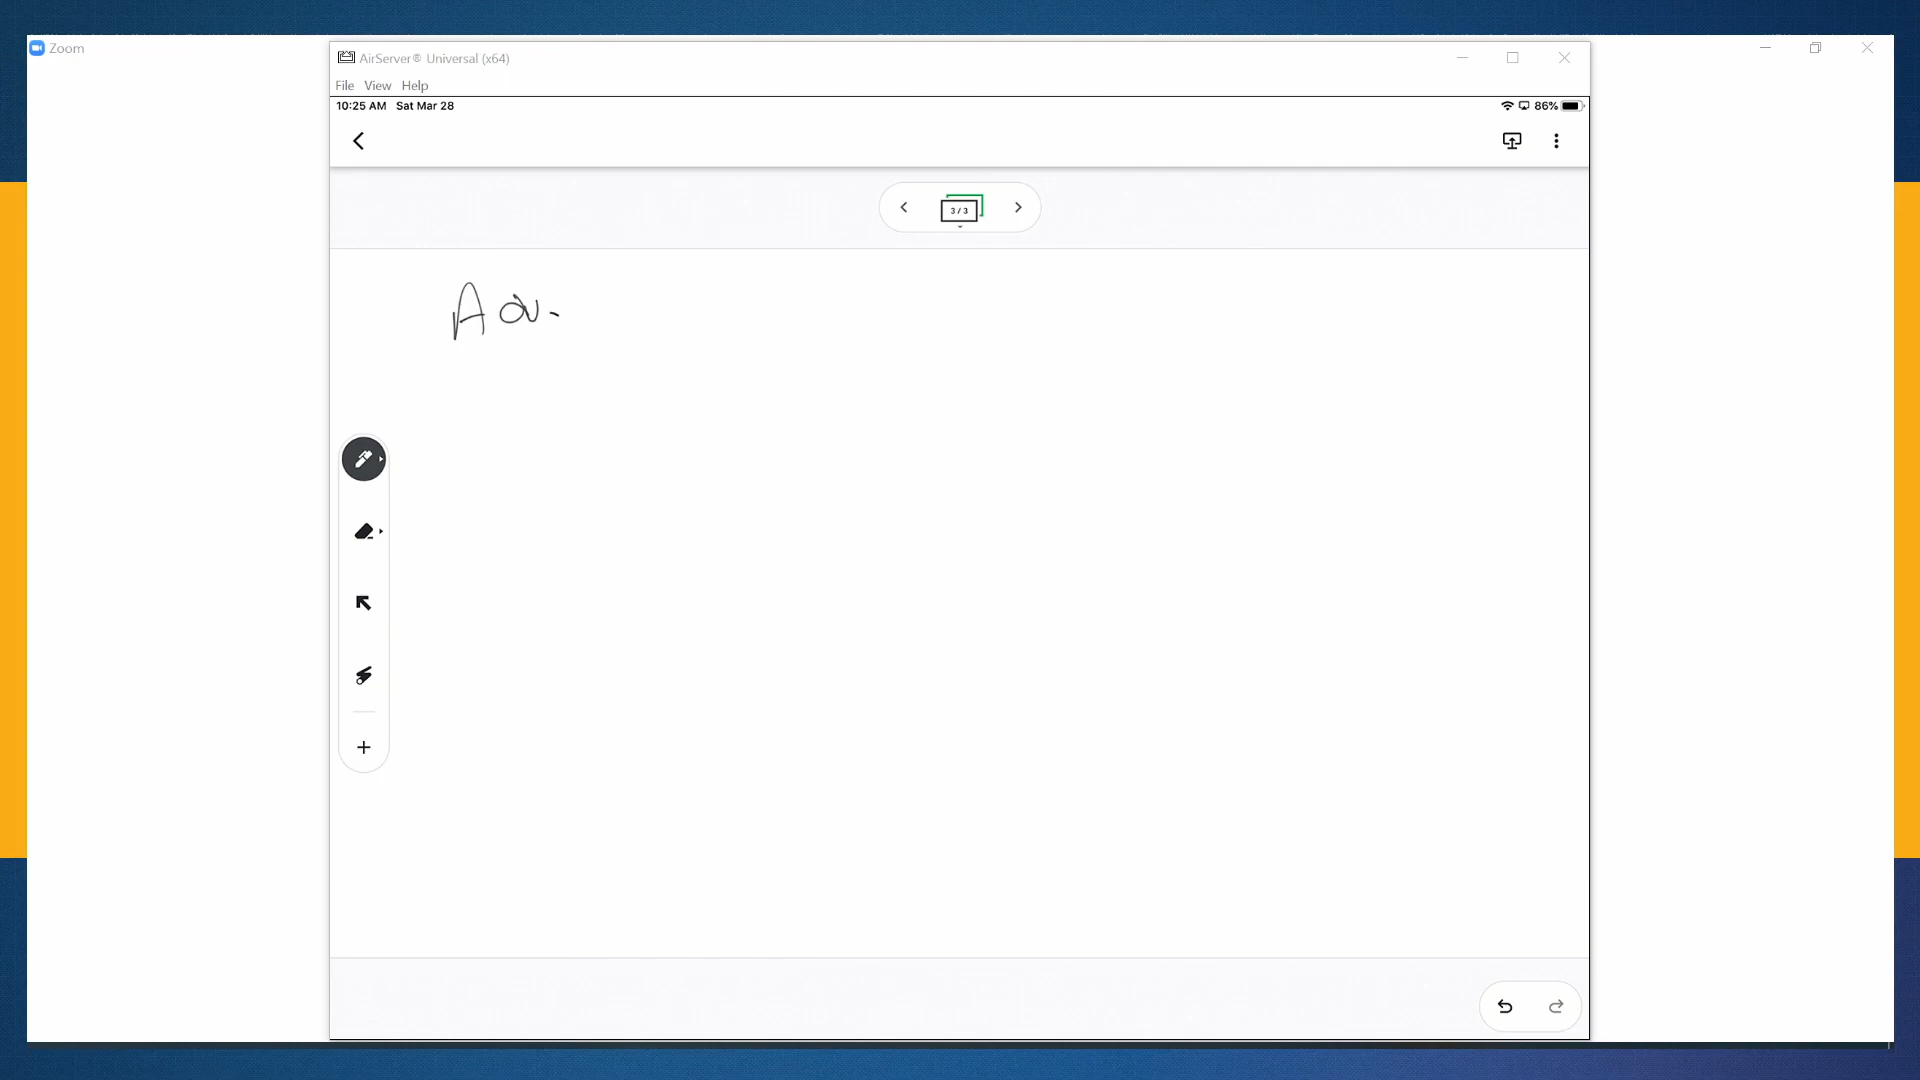 Zoom
AirServer® Universal (x64)
File View Help
10:25 AM Sat Mar 28
86%
3 / 3